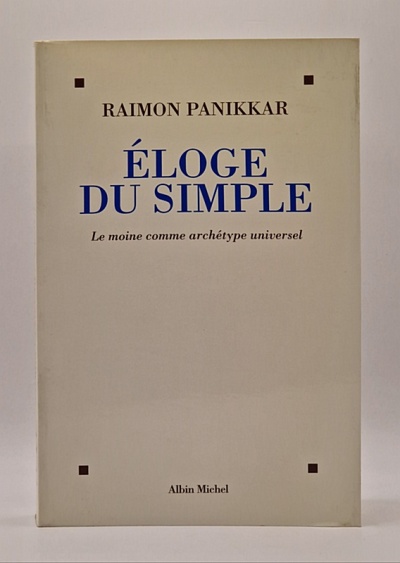 RAIMON PANIKKAR
ÉLOGE
DU SIMPLE
Le moine comme archétype universel
Albin Michel